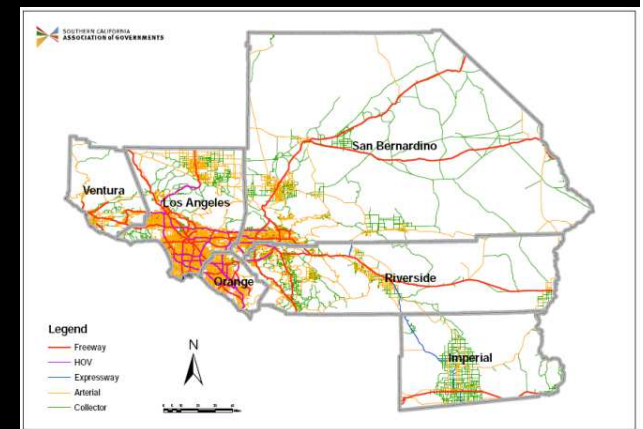 SOUTHERN CALIFORNIA
ASSOCIATION of GOVERNMENTS
San Bernardino
Ventura
Los Angeles
Orange
Riverside
Imperial
Legend
Freeway
HOV
Expressway
Arterial
Collector
N